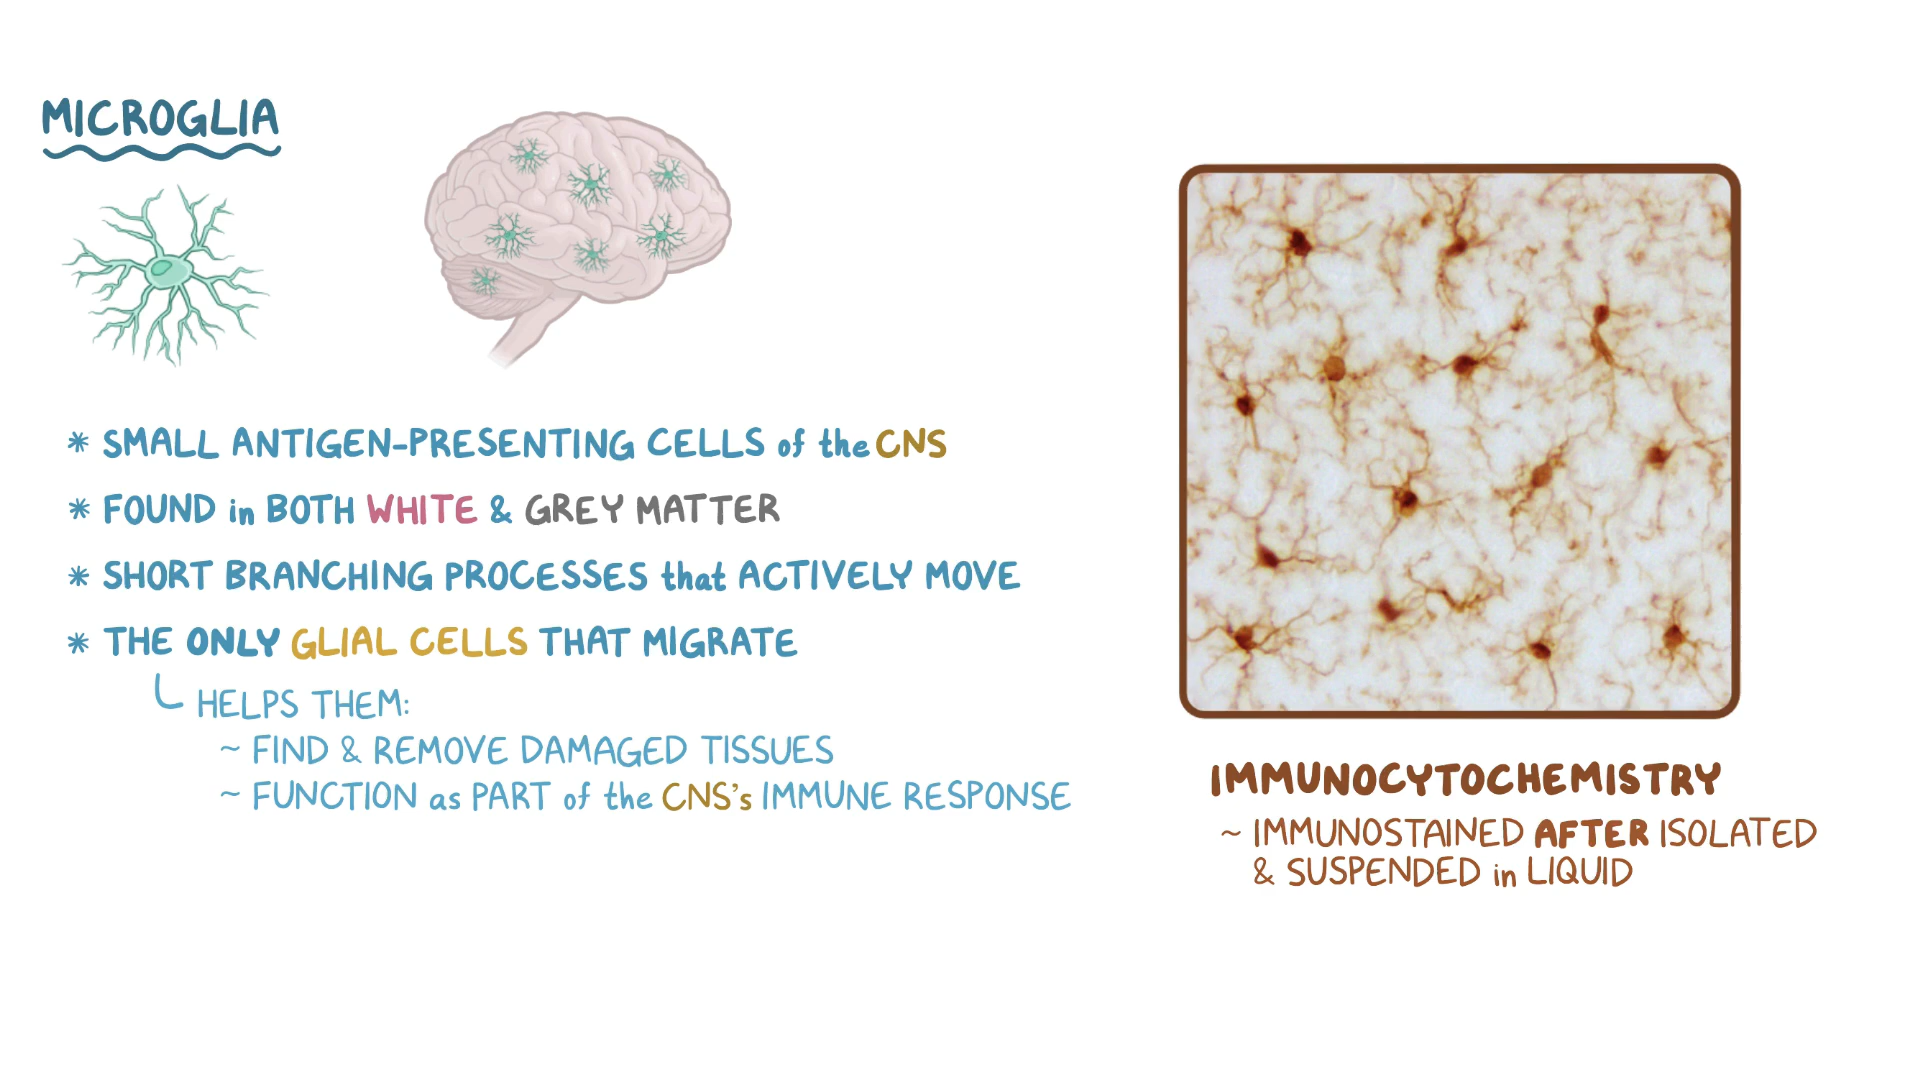 MICROGLIA
* SMALL ANTIGEN-PRESENTING CELLS of the CNS
* FOUND in BOTH WHITE & GREY MATTER
* SHORT BRANCHING PROCESSES that ACTIVELY MOVE
* THE ONLY GLIAL CELLS THAT MIGRATE
HELPS THEM:
~ FIND & REMOVE DAMAGED TISSUES
~ FUNCTION as PART of the CNS's IMMUNE RESPONSE
IMMUNOCYTOCHEMISTRY
~ IMMUNOSTAINED AFTER ISOLATED
& SUSPENDED in LIQUID